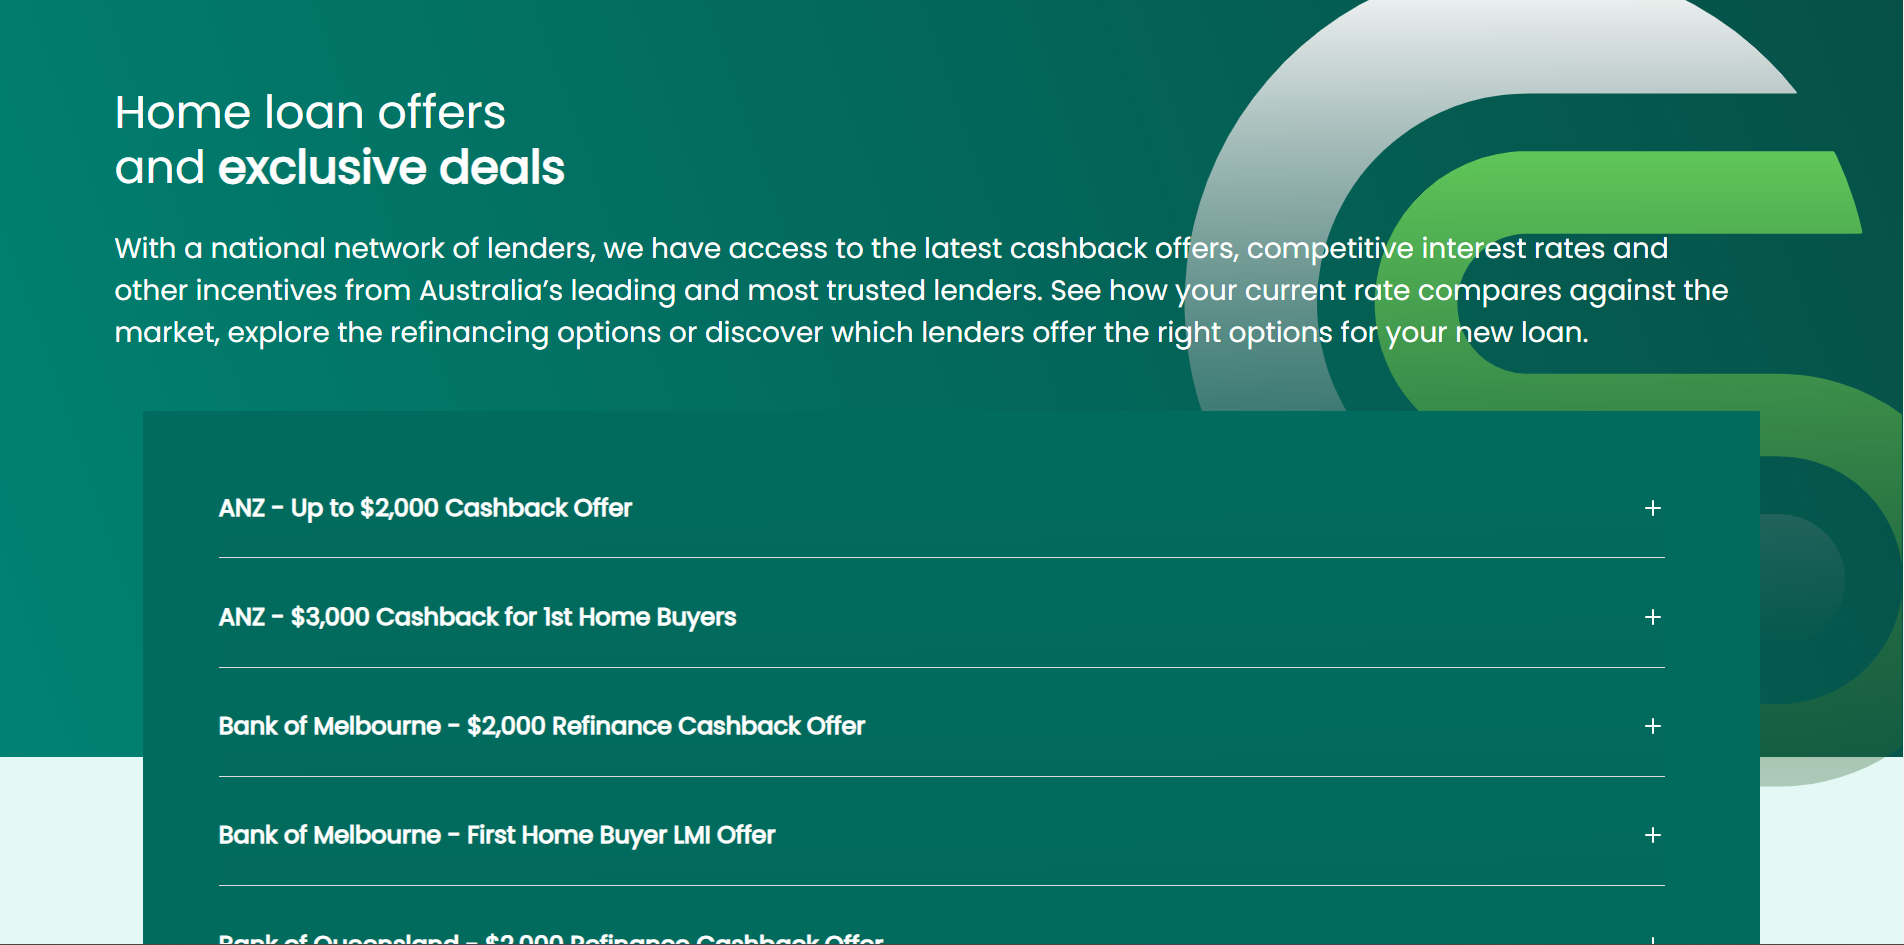 Home loan offers
and exclusive deals
With a national network of lenders, we have access to the latest cashback offers, competitive interest rates and
other incentives from Australia’s leading and most trusted lenders. See how your current rate compares against the
market, explore the refinancing options or discover which lenders offer the right options for your new loan.
ANZ - Up to $2,000 Cashback Offer
ANZ - $3,000 Cashback for 1st Home Buyers
Bank of Melbourne - $2,000 Refinance Cashback Offer
Bank of Melbourne - First Home Buyer LMI Offer
Bank of Queensland - $2,000 Refinance Cashback Offer